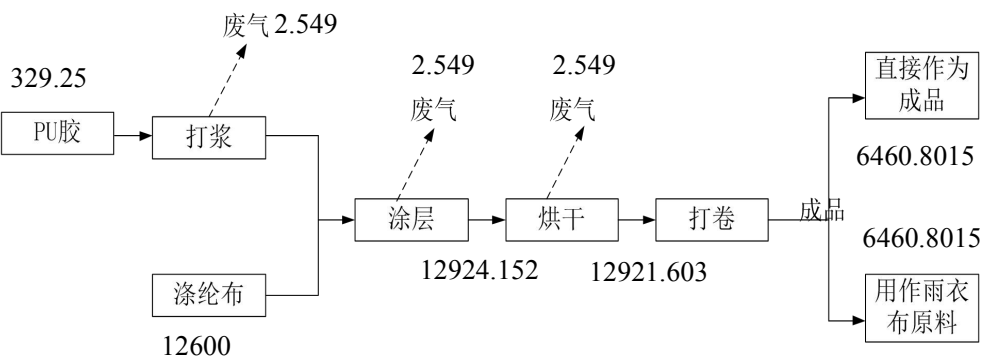 废气 2.549
329.25
PU胶
打浆
2.549
废气
2.549
废气
直接作为
成品
6460.8015
涂层
烘干
打卷
成品
6460.8015
12924.152
12921.603
涤纶布
12600
用作雨衣
布原料